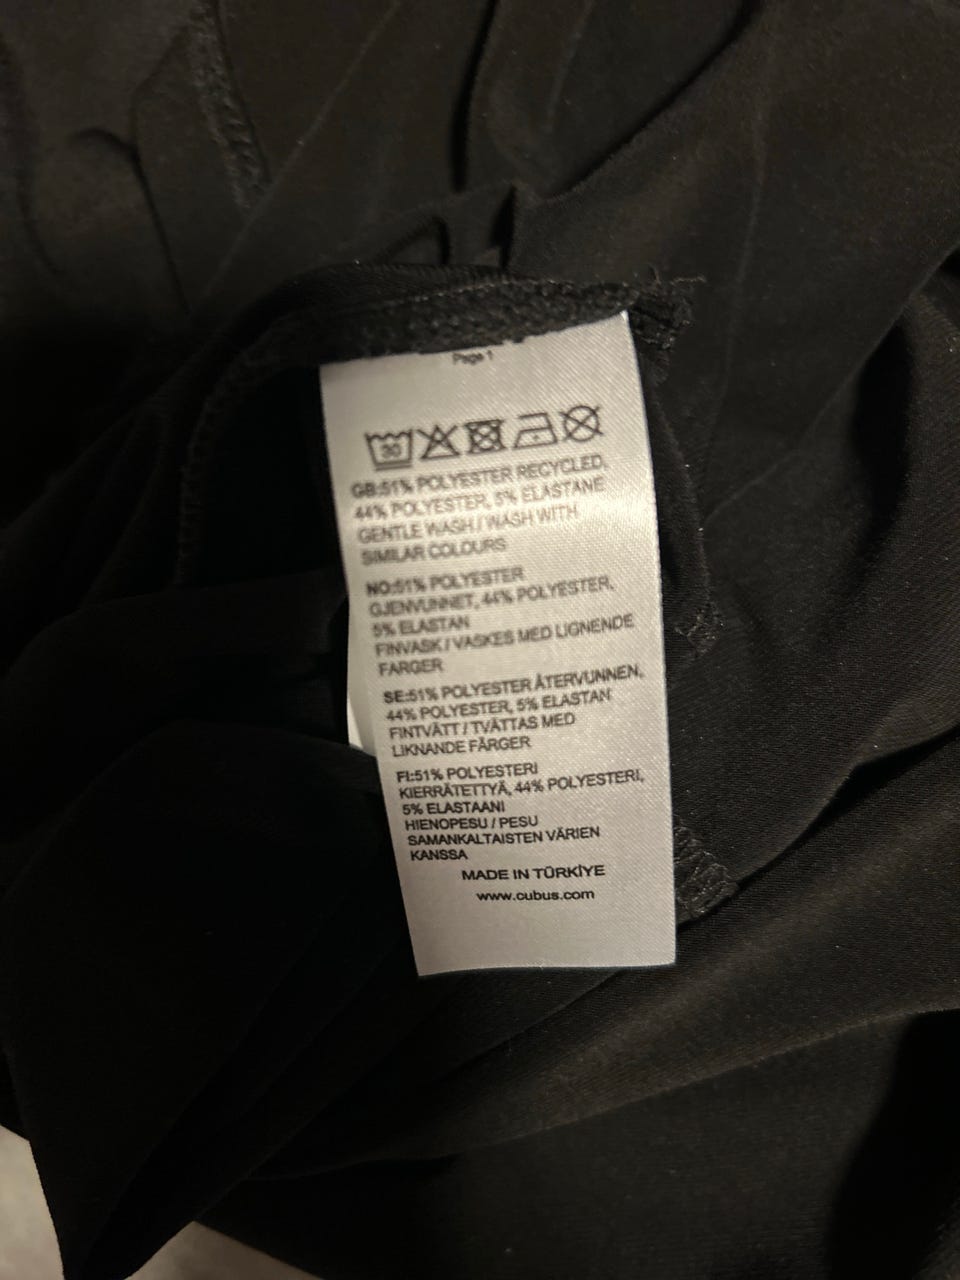 Page 1
30
GB:51% POLYESTER RECYCLED,
44% POLYESTER, 5% ELASTANE
GENTLE WASH / WASH WITH
SIMILAR COLOURS
NO:51% POLYESTER
GJENVUNNET, 44% POLYESTER,
5% ELASTAN
FINVASK / VASKES MED LIGNENDE
FARGER
SE:51% POLYESTER ÅTERVUNNEN,
44% POLYESTER, 5% ELASTAN
FINTVÄTT / TVÄTTAS MED
LIKNANDE FÄRGER
FI:51% POLYESTERI
KIERRÄTETTYÄ, 44% POLYESTERI,
5% ELASTAANI
HIENOPESU / PESU
SAMANKALTAISTEN VÄRIEN
KANSSA
MADE IN TÜRKİYE
www.cubus.com